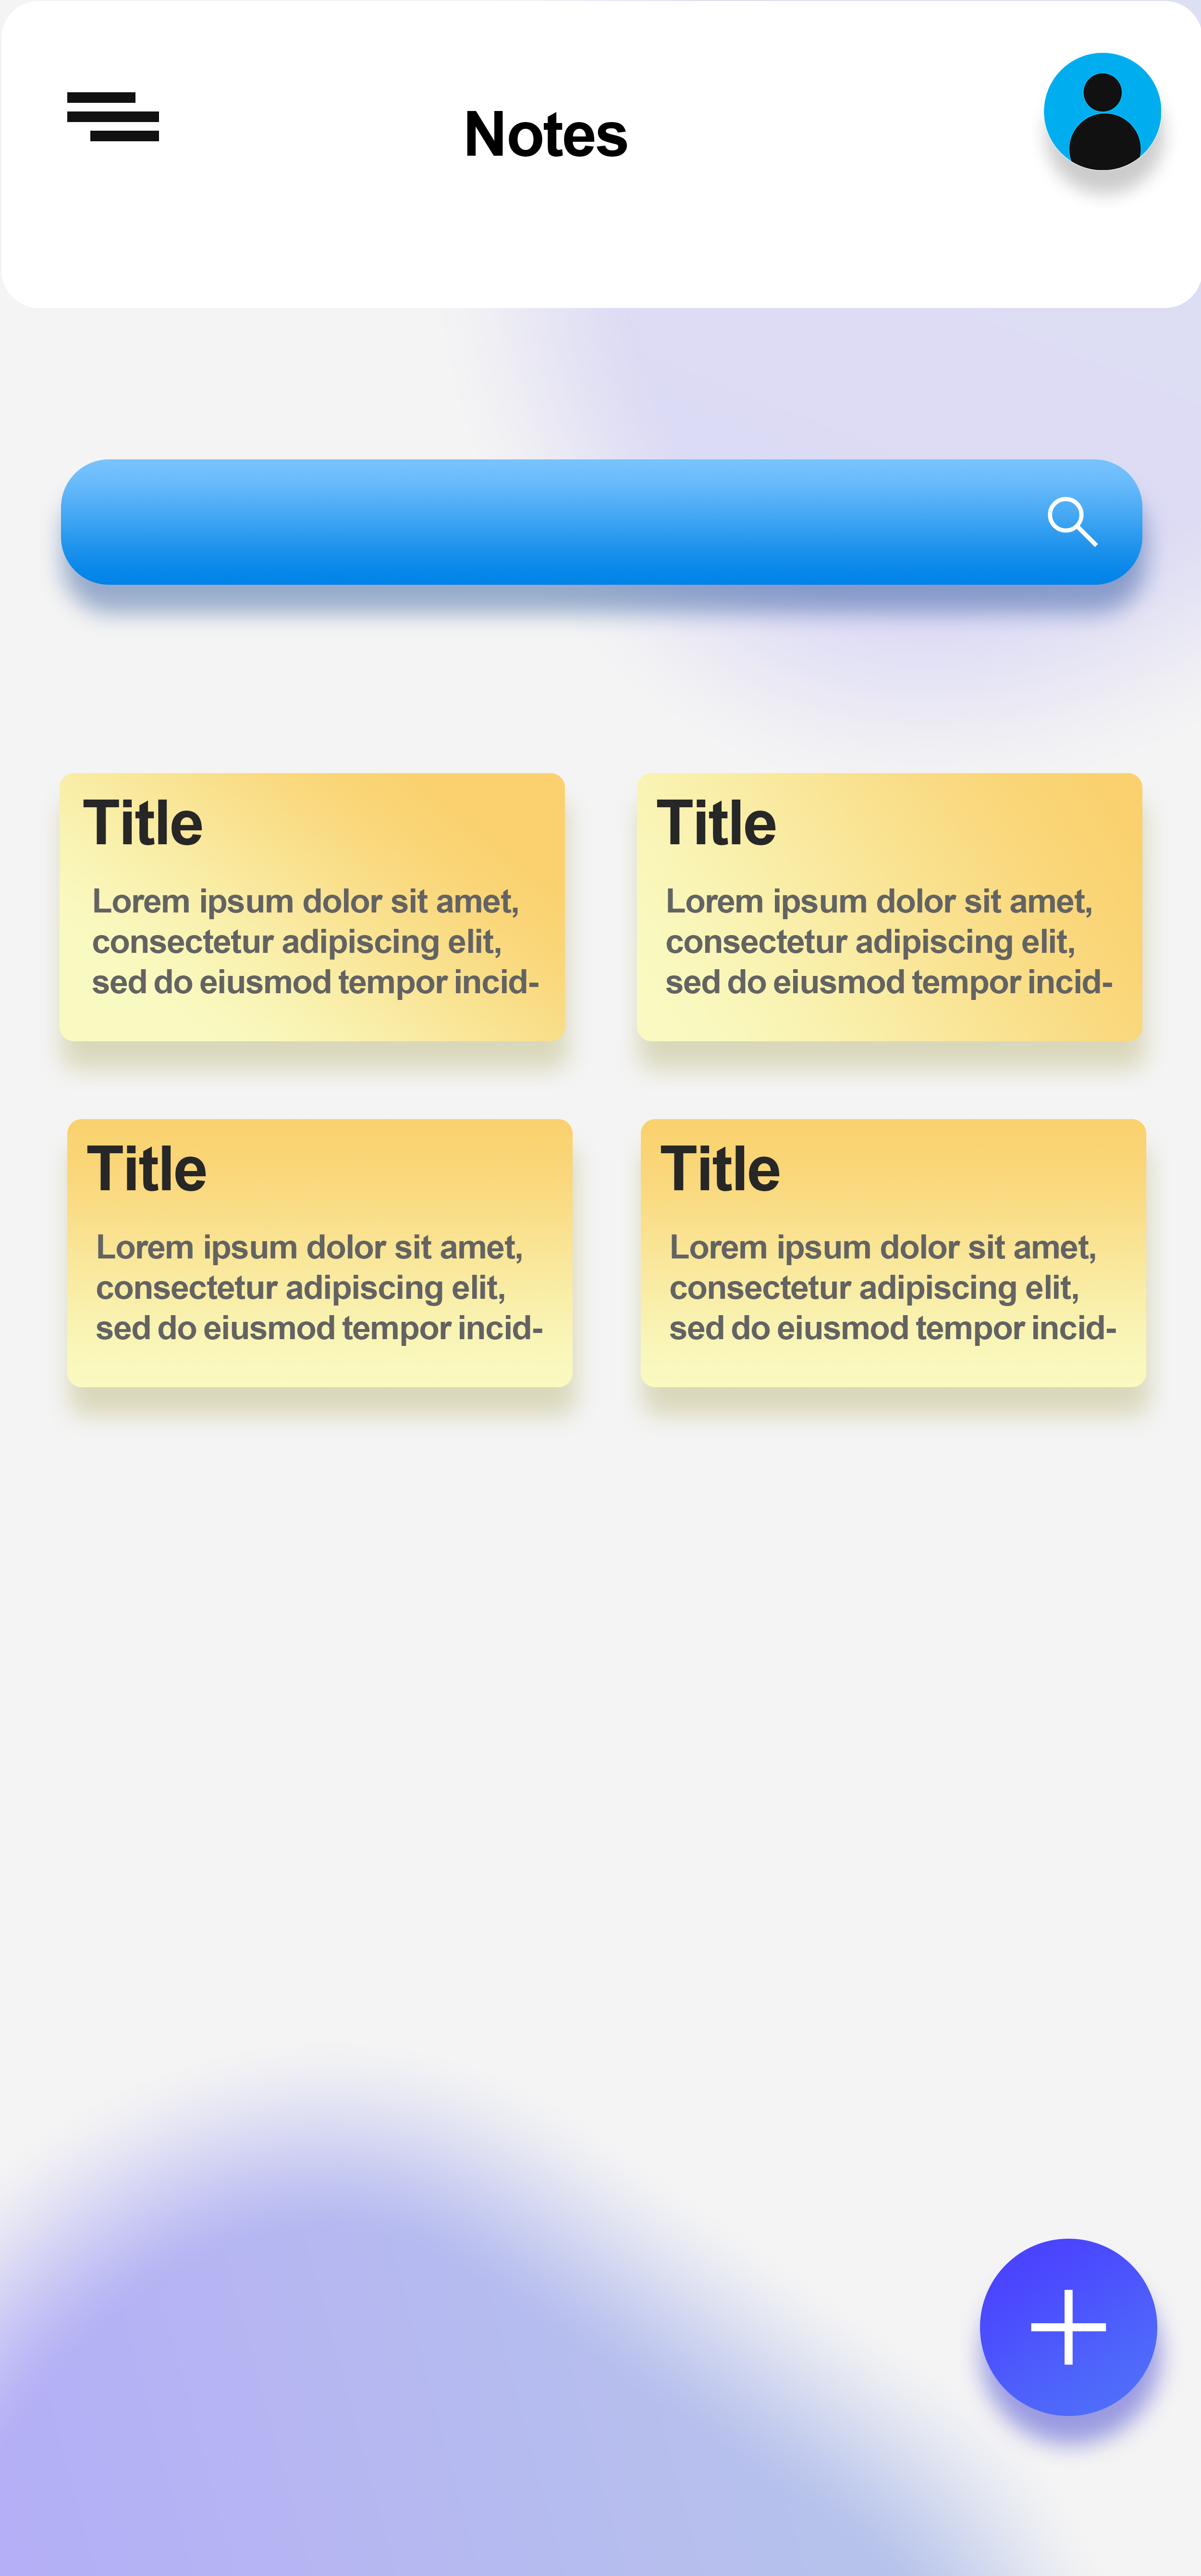 Notes
Title
Lorem ipsum dolor sit amet,
consectetur adipiscing elit,
sed do eiusmod tempor incid-
Title
Lorem ipsum dolor sit amet,
consectetur adipiscing elit,
sed do eiusmod tempor incid-
Title
Lorem ipsum dolor sit amet,
consectetur adipiscing elit,
sed do eiusmod tempor incid-
Title
Lorem ipsum dolor sit amet,
consectetur adipiscing elit,
sed do eiusmod tempor incid-